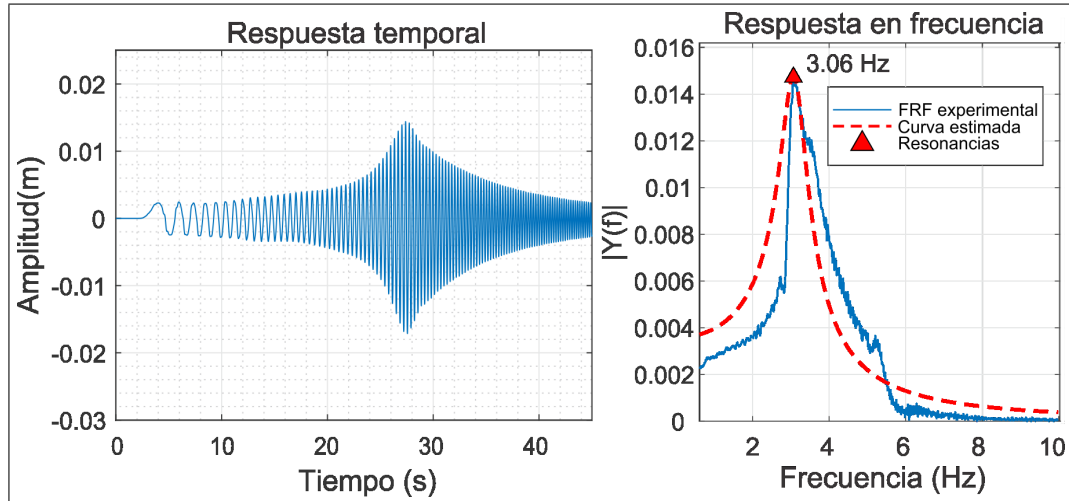 Respuesta temporal
0.02
0.01
0
-0.01
-0.02
-0.03
Amplitud(m)
0
10
20
30
40
Tiempo (s)
Respuesta en frecuencia
0.016
0.014
0.012
0.01
0.008
0.006
0.004
0.002
0
|Y(f)|
3.06 Hz
FRF experimental
Curva estimada
Resonancias
2
4
6
8
10
Frecuencia (Hz)